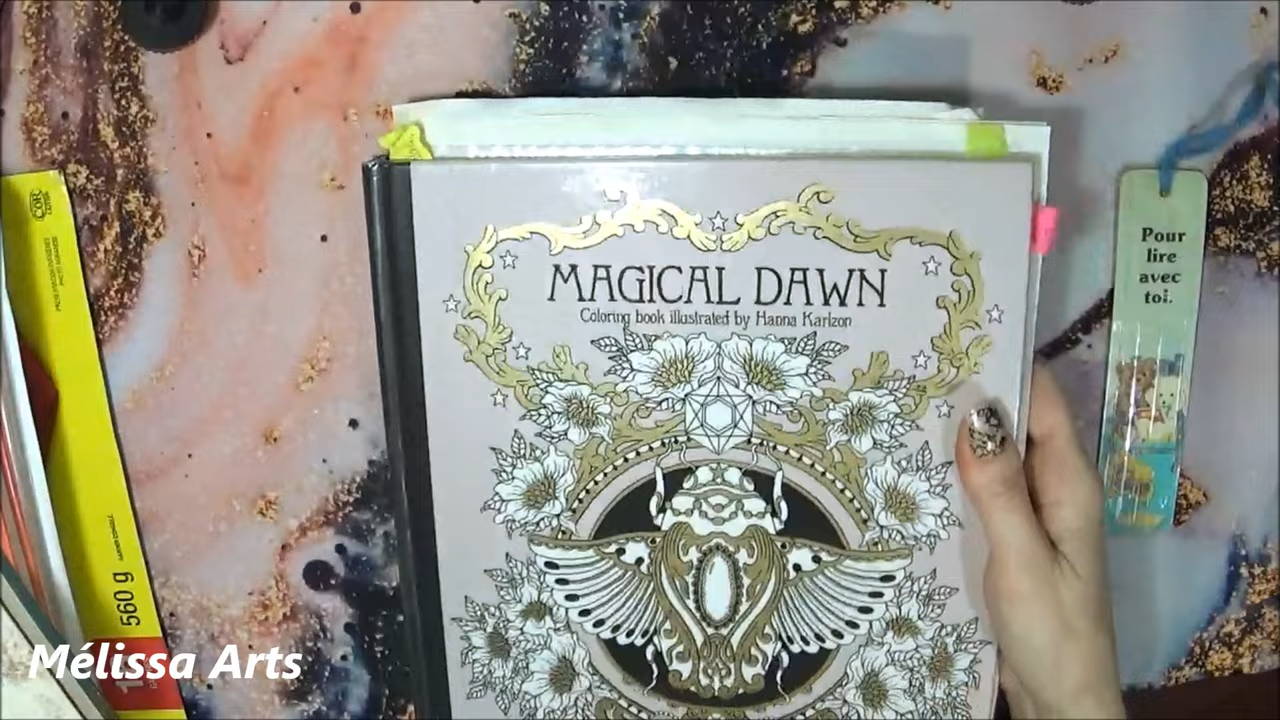 MAGICAL DAWN
Coloring book illustrated by Hanna Karlzon
Pour
lire
avec
toi.
560 g
Mélissa Arts